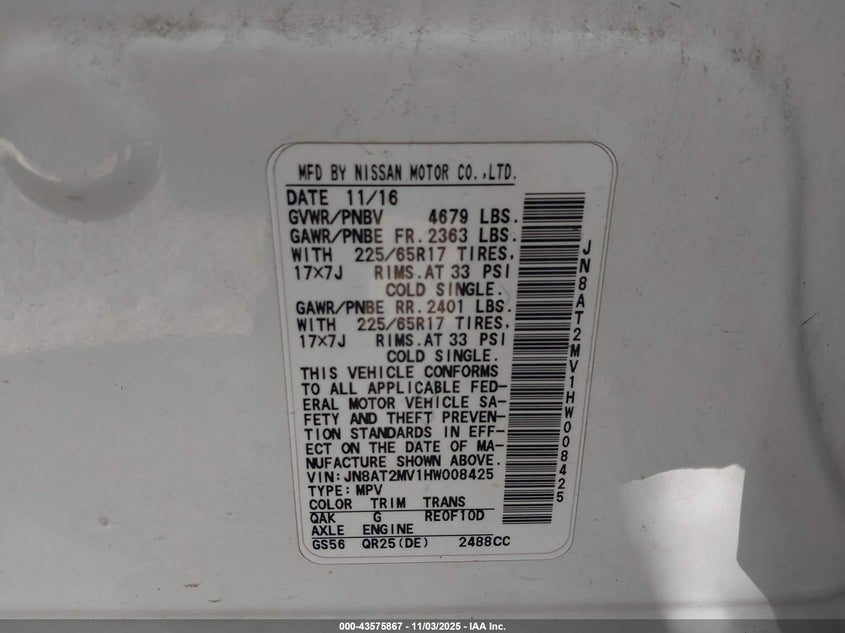 MFD BY NISSAN MOTOR CO.,LTD.
DATE 11/16
GVWR/PNBV 4679 LBS.
GAWR/PNBE FR. 2363 LBS.
WITH 225/65R17 TIRES,
17×7J RIMS. AT 33 PSI
COLD SINGLE.
GAWR/PNBE RR. 2401 LBS.
WITH 225/65R17 TIRES,
17×7J RIMS. AT 33 PSI
COLD SINGLE.
THIS VEHICLE CONFORMS
TO ALL APPLICABLE FED-
ERAL MOTOR VEHICLE SA-
FETY AND THEFT PREVEN-
TION STANDARDS IN EFF-
ECT ON THE DATE OF MA-
NUFACTURE SHOWN ABOVE.
VIN: JN8AT2MV1HW008425
TYPE: MPV
COLOR TRIM TRANS
QAK G RE0F10D
AXLE ENGINE
GS56 QR25(DE) 2488CC
JN8AT2MV1HW008425
000-43575867 - 11/03/2025 - IAA Inc.